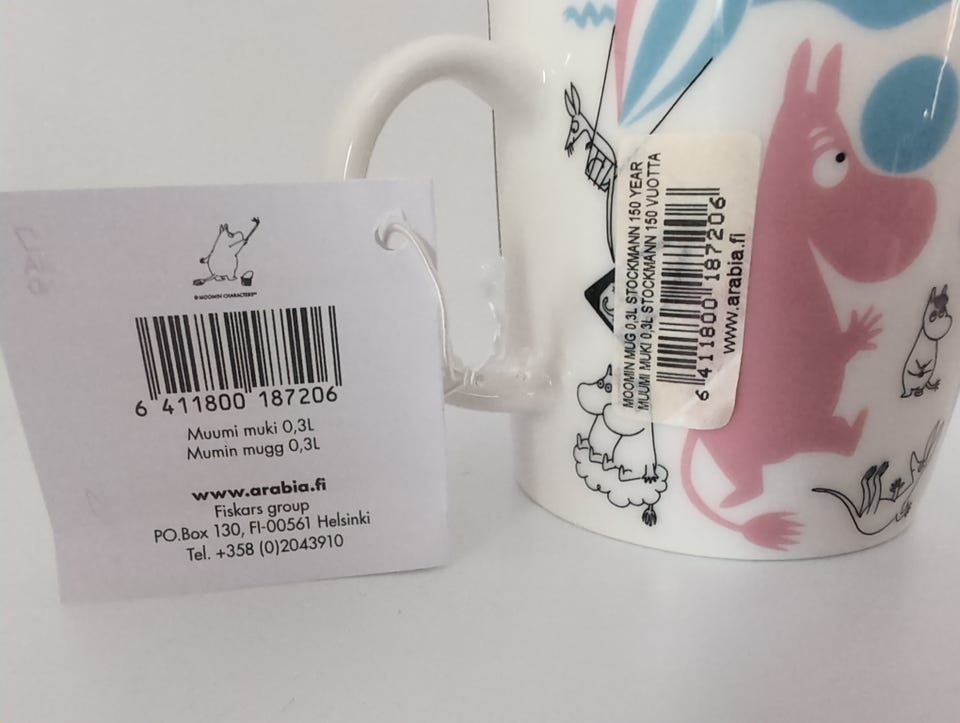 © MOOMIN CHARACTERS™
6 411800 187206
Muumi muki 0,3L
Mumin mugg 0,3L
www.arabia.fi
Fiskars group
PO.Box 130, FI-00561 Helsinki
Tel. +358 (0)2043910
MOOMIN MUG 0,3L STOCKMANN 150 YEAR
MUUMI MUKI 0,3L STOCKMANN 150 VUOTTA
6 411800 187206
www.arabia.fi